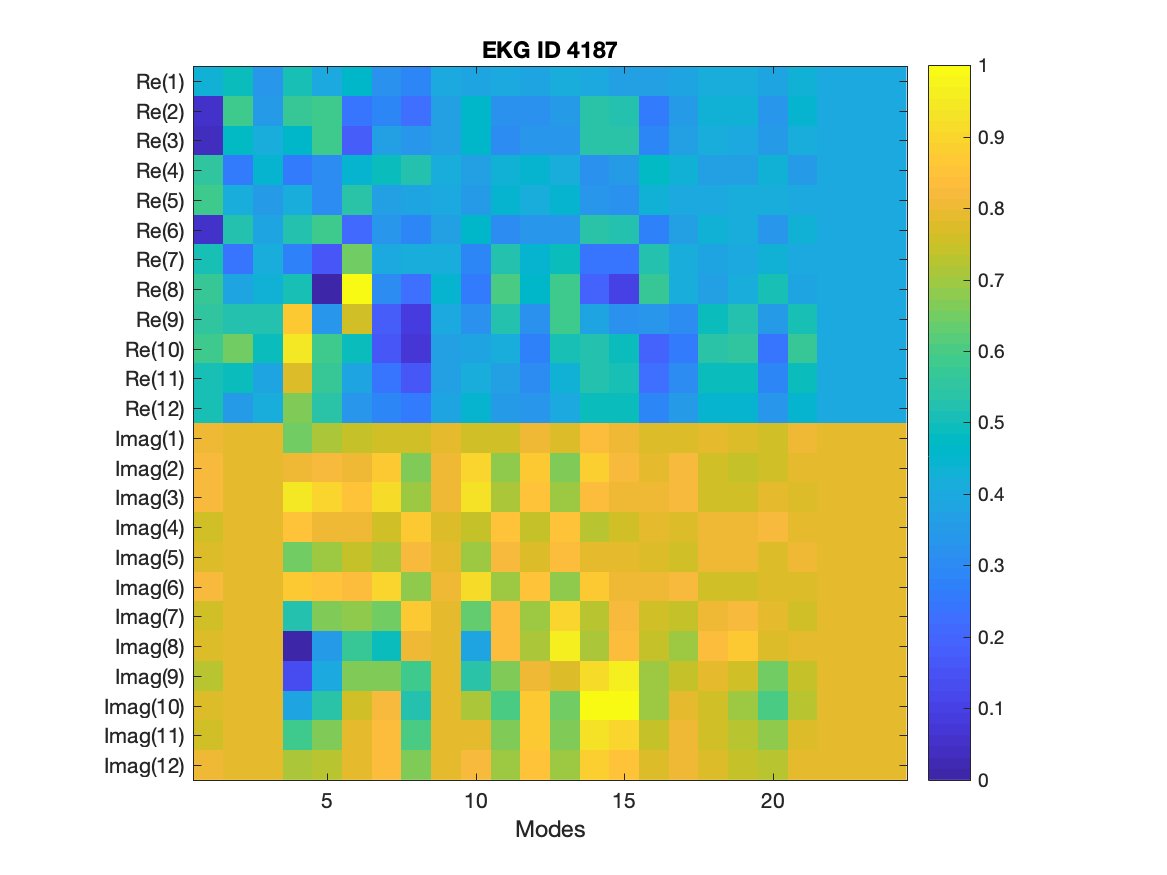 EKG ID 4187
Re(1)
Re(2)
Re(3)
Re(4)
Re(5)
Re(6)
Re(7)
Re(8)
Re(9)
Re(10)
Re(11)
Re(12)
Imag(1)
Imag(2)
Imag(3)
Imag(4)
Imag(5)
Imag(6)
Imag(7)
Imag(8)
Imag(9)
Imag(10)
Imag(11)
Imag(12)
5 10 15 20
Modes
1
0.9
0.8
0.7
0.6
0.5
0.4
0.3
0.2
0.1
0